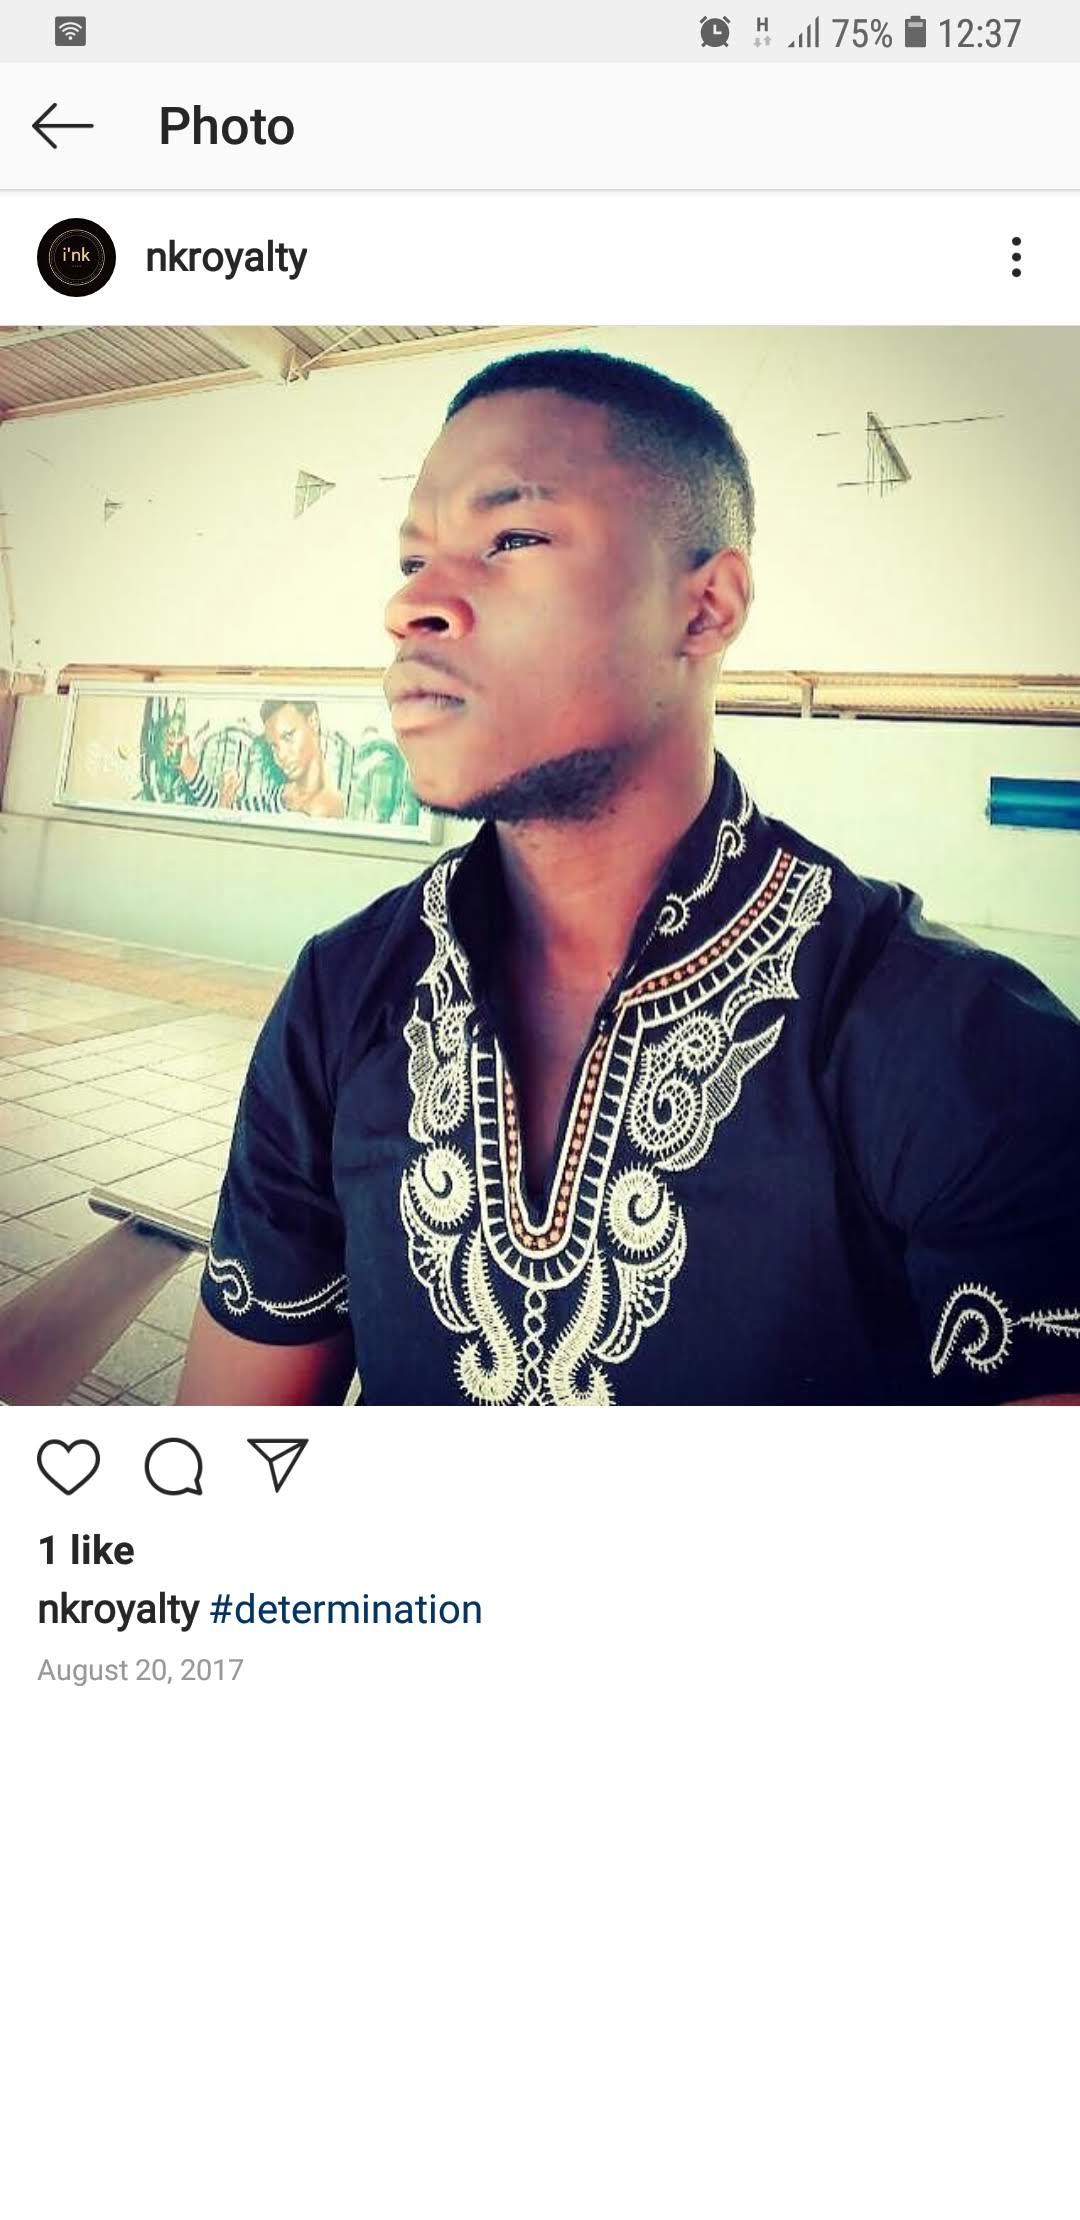 H 75% 12:37
Photo
i'nk
nkroyalty
1 like
nkroyalty #determination
August 20, 2017